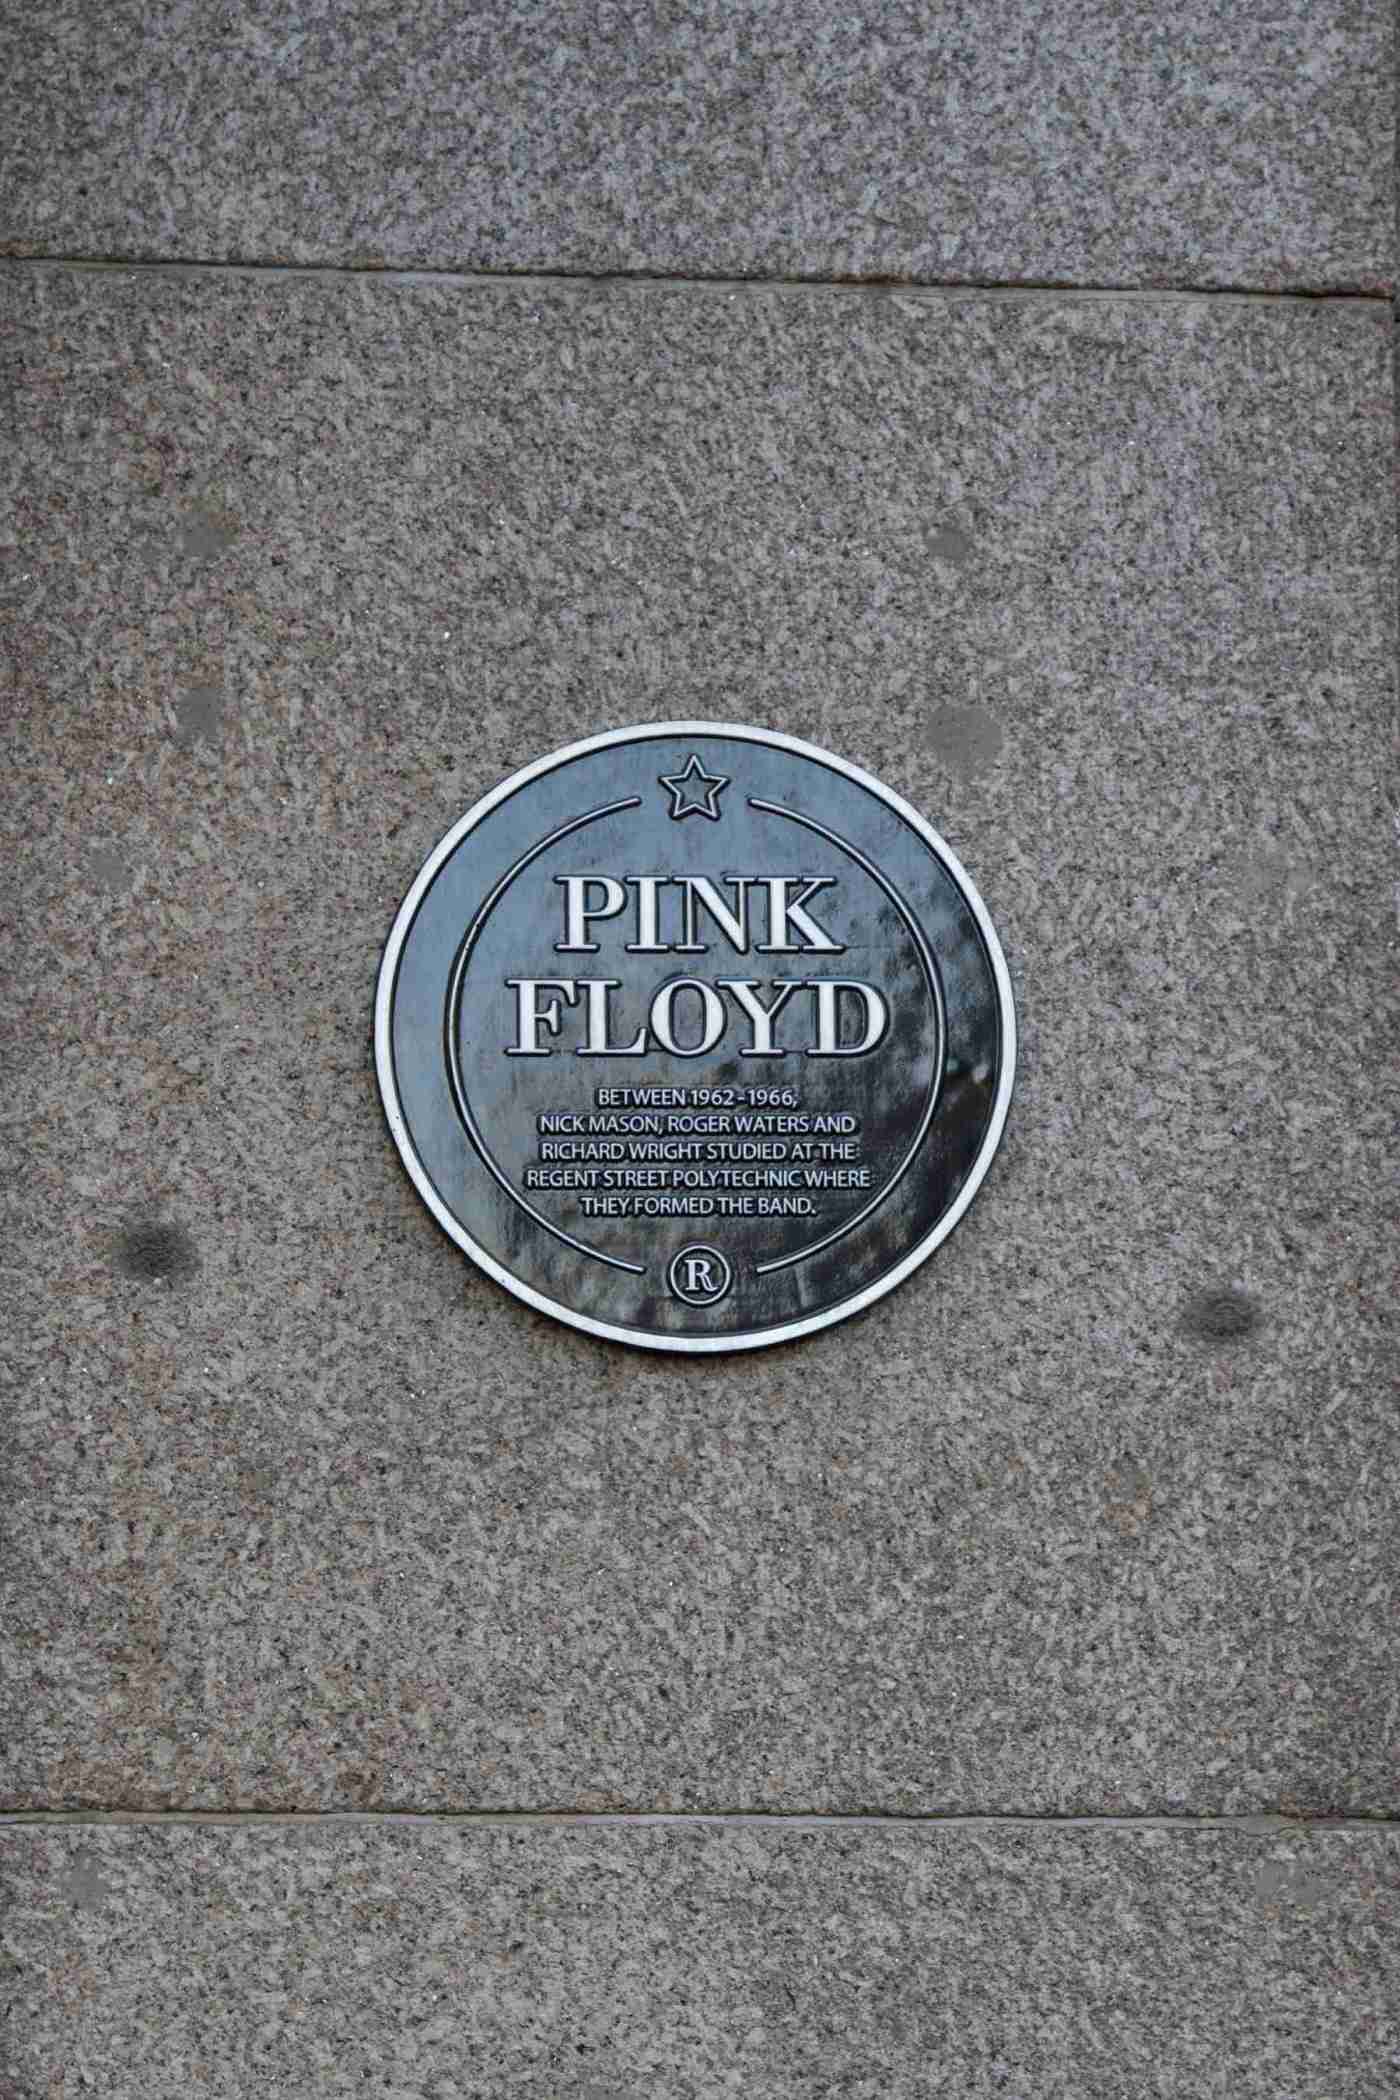 PINK
FLOYD
BETWEEN 1962-1966,
NICK MASON, ROGER WATERS AND
RICHARD WRIGHT STUDIED AT THE
REGENT STREET POLYTECHNIC WHERE
THEY FORMED THE BAND.
R